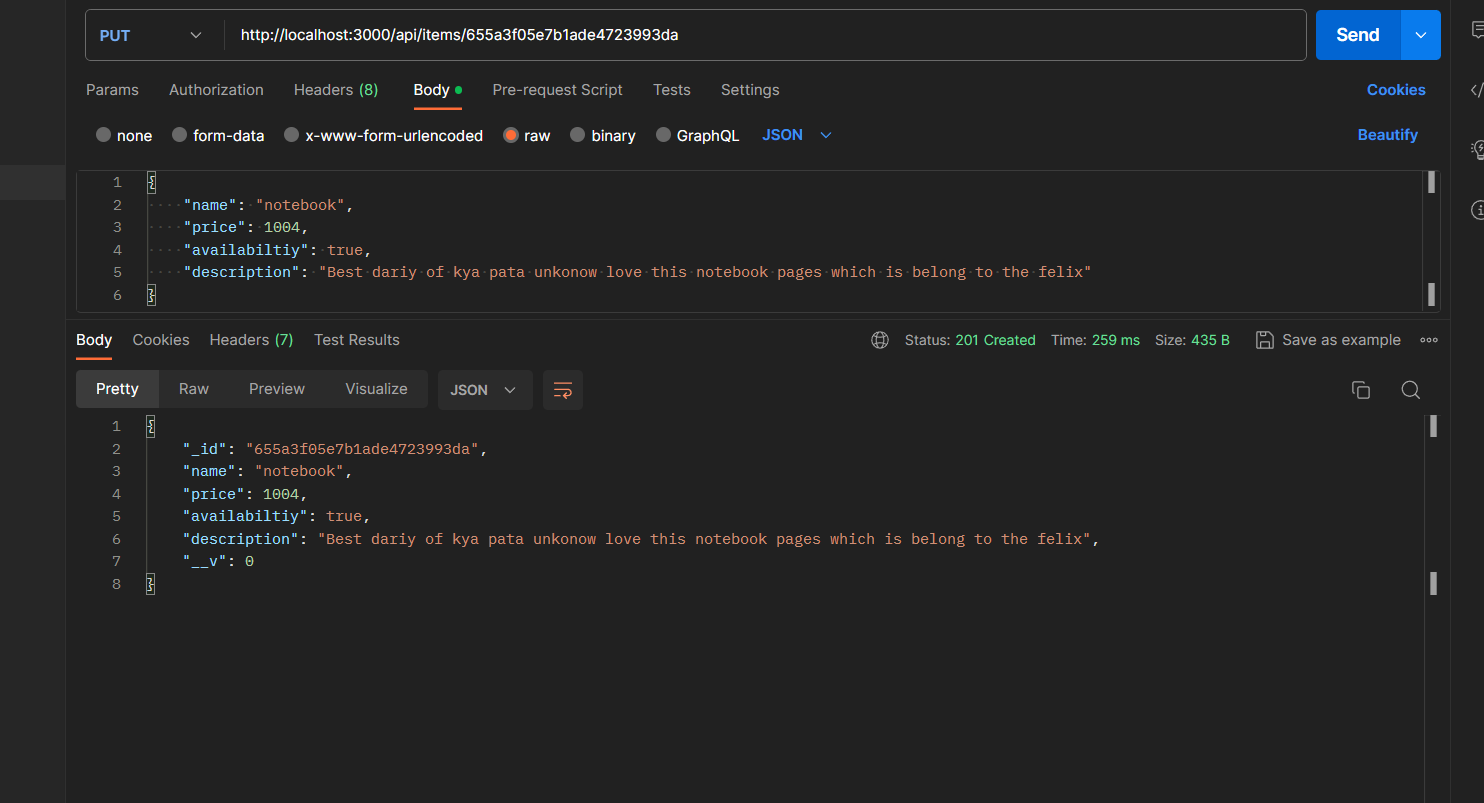 PUT http://localhost:3000/api/items/655a3f05e7b1ade4723993da Send
Params Authorization Headers (8) Body Pre-request Script Tests Settings Cookies
none form-data x-www-form-urlencoded raw binary GraphQL JSON Beautify
1 {
2 "name": "notebook",
3 "price": 1004,
4 "availabiltiy": true,
5 "description": "Best dariy of kya pata unkonow love this notebook pages which is belong to the felix"
6 }
Body Cookies Headers (7) Test Results Status: 201 Created Time: 259 ms Size: 435 B Save as example
Pretty Raw Preview Visualize JSON
1 {
2 "_id": "655a3f05e7b1ade4723993da",
3 "name": "notebook",
4 "price": 1004,
5 "availabiltiy": true,
6 "description": "Best dariy of kya pata unkonow love this notebook pages which is belong to the felix",
7 "__v": 0
8 }